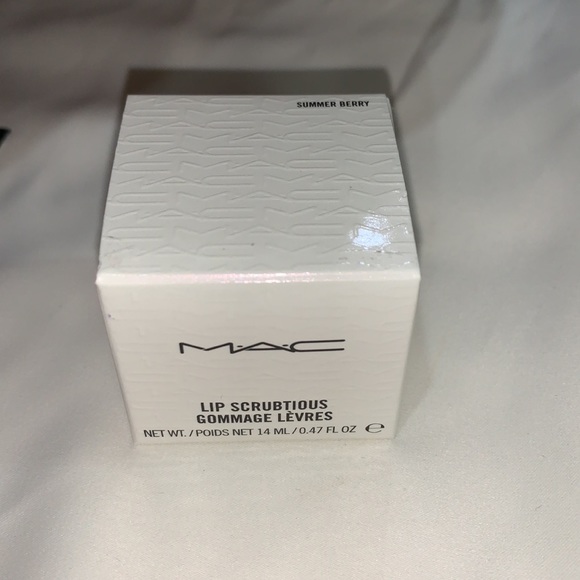 SUMMER BERRY
M·A·C
LIP SCRUBTIOUS
GOMMAGE LÈVRES
NET WT. / POIDS NET 14 ML / 0.47 FL OZ ℮